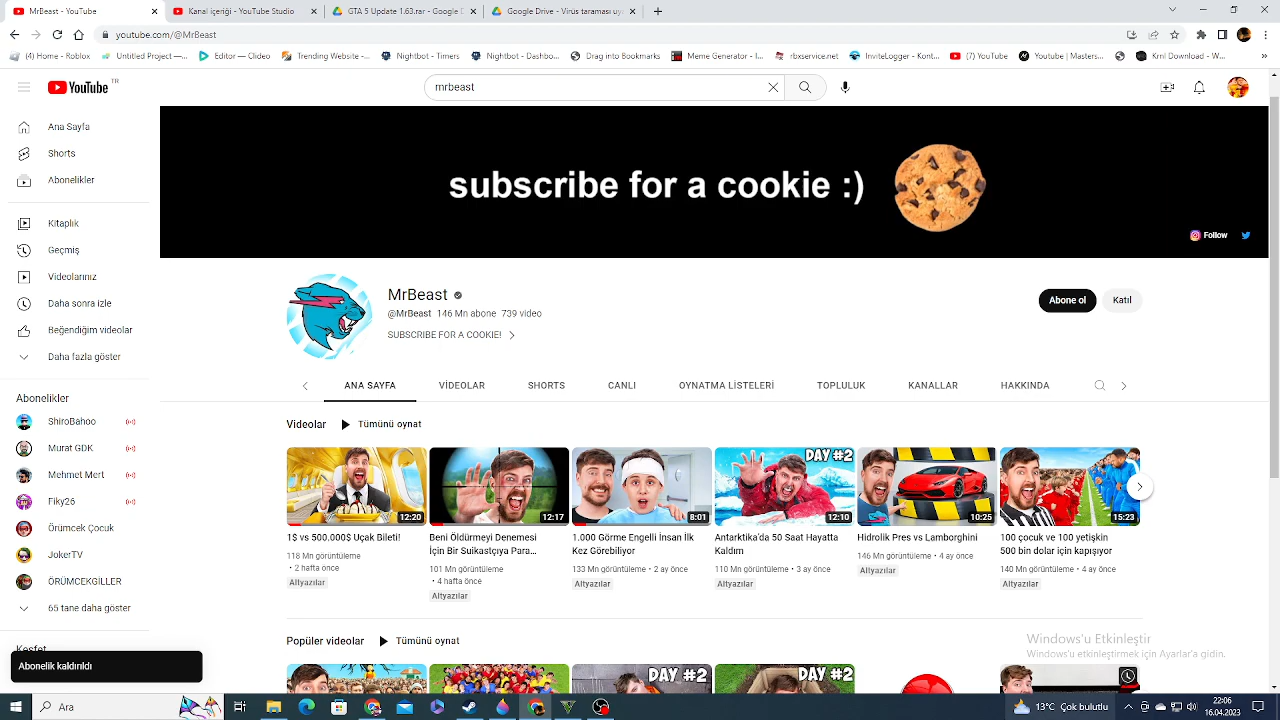 MrBeast - YouTube
Kanal Finansal Geliri - YouTube Studio
GTA 5 Update 1.0.2845.0 - Google
Google Drive - Virüs taraması uy
youtube.com/@MrBeast
(4) Home - Roblox
Untitled Project.—…
Editor — Clideo
Trending Websites -…
Nightbot - Timers
Nightbot - Dashbo…
Drag into Bookmarks
Meme Generator - I…
rbxservice.net
InviteLogger - Kolay…
(795) YouTube
YouTube | Masters…
No Code Discord B…
YouTube
TR
mrbeast
Ana Sayfa
Shorts
Abonelikler
Kitaplık
Geçmiş
Videolarınız
Daha sonra izle
Beğendiğim videolar
Daha fazla göster
Abonelikler
ShiroBahoo
Murat GDK
Mehmet Mert
Fiky26
Örümcek Çocuk
JokerTV
ÖRÜMCEKGİLLER
65 tane daha göster
Keşfet
Abonelik kaldırıldı
subscribe for a cookie :)
Follow
MrBeast
@MrBeast 146 Mn abone 739 video
SUBSCRIBE FOR A COOKIE!
Abone ol
Katıl
ANA SAYFA
VİDEOLAR
SHORTS
CANLI
OYNATMA LİSTELERİ
TOPLULUK
KANALLAR
HAKKINDA
Videolar
Tümünü oynat
12:20
1$ vs 500.000$ Uçak Bileti!
118 Mn görüntüleme
• 2 hafta önce
Altyazılar
12:17
Beni Öldürmeyi Denemesi
İçin Bir Suikastçıya Para...
101 Mn görüntüleme
• 4 hafta önce
Altyazılar
8:01
1.000 Görme Engelli İnsan İlk
Kez Görebiliyor
133 Mn görüntüleme • 2 ay önce
Altyazılar
DAY #2
12:10
Antarktika'da 50 Saat Hayatta
Kaldım
110 Mn görüntüleme • 3 ay önce
Altyazılar
10:25
Hidrolik Pres vs Lamborghini
146 Mn görüntüleme • 4 ay önce
Altyazılar
15:23
100 çocuk ve 100 yetişkin
500 bin dolar için kapışıyor
140 Mn görüntüleme • 4 ay önce
Altyazılar
Popüler videolar
Tümünü oynat
DAY #2
DAY #2
Windows'u Etkinleştir
Windows'u etkinleştirmek için Ayarlar'a gidin.
Ara
16°C Bulutlu
22:06
16.04.2023